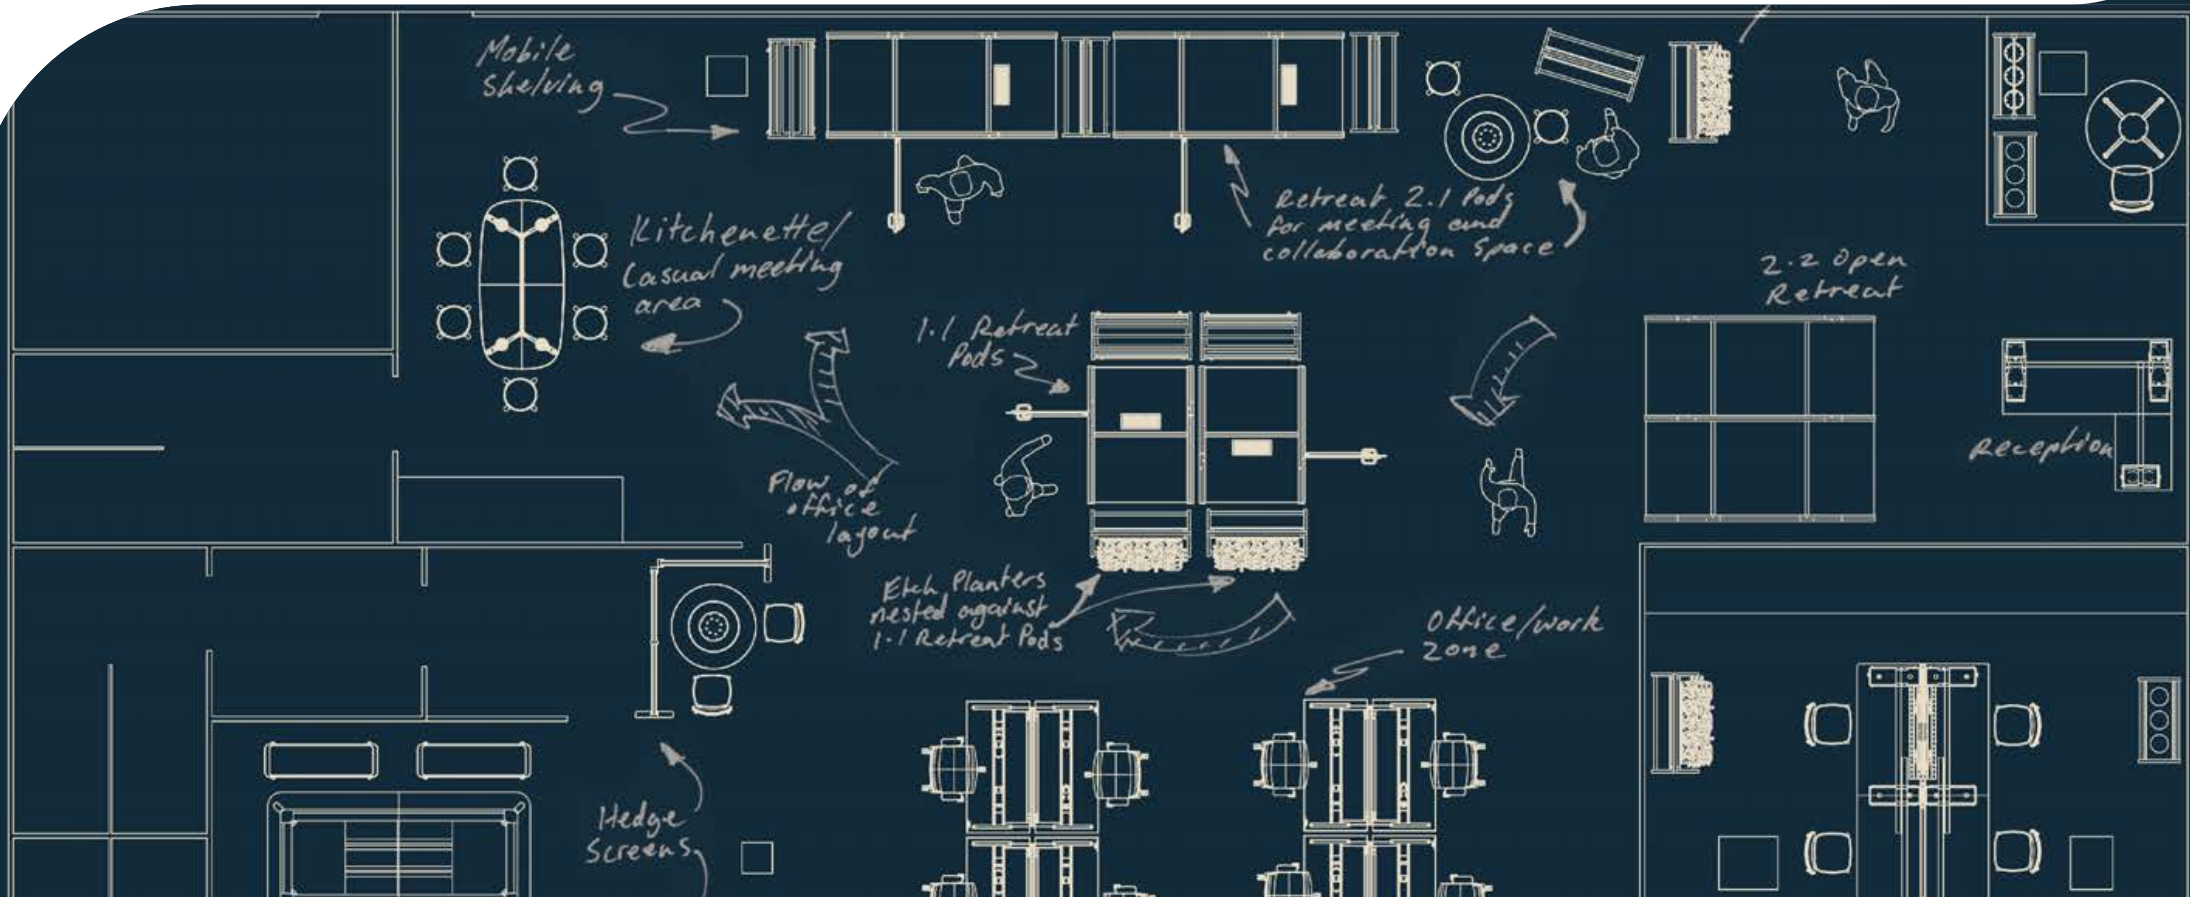 Mobile
Shelving
Kitchenette/
Casual meeting
area
Retreat 2.1 Pods
for meeting and
collaboration space
2.2 Open
Retreat
1.1 Retreat
Pods
Reception
Flow of
office
layout
Etch Planters
nested against
1.1 Retreat Pods
Office/work
zone
Hedge
Screens